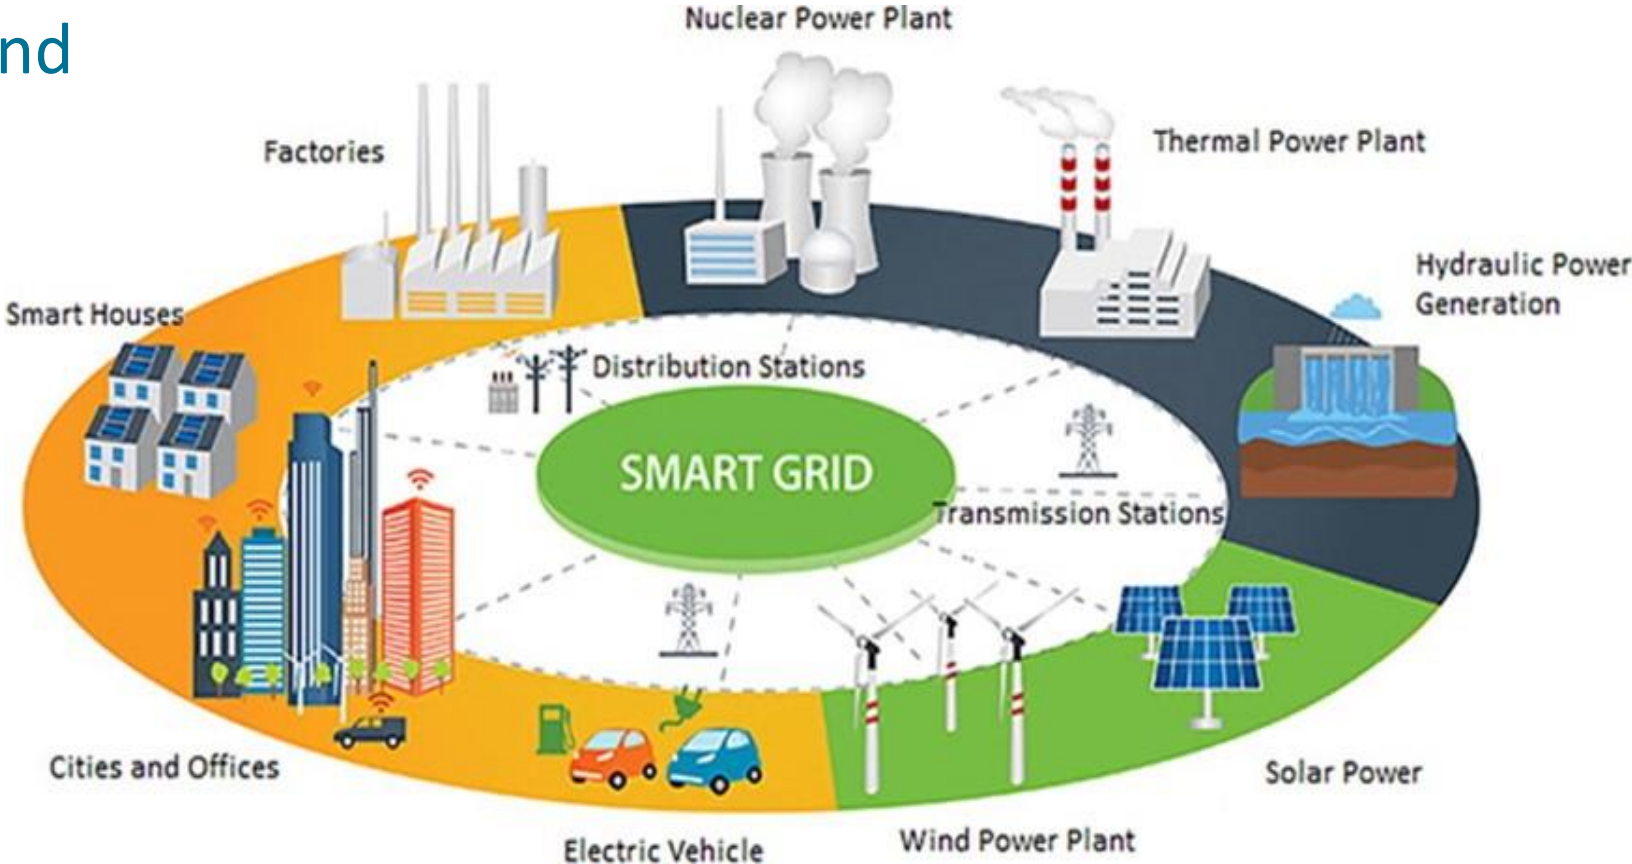 nd
Nuclear Power Plant
Factories
Thermal Power Plant
Hydraulic Power
Generation
Smart Houses
Distribution Stations
SMART GRID
Transmission Stations
Cities and Offices
Solar Power
Electric Vehicle
Wind Power Plant